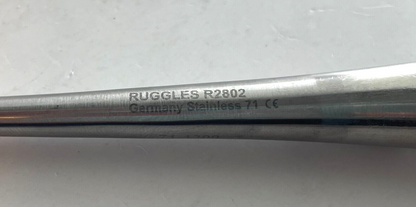 RUGGLES R2802
Germany Stainless 71 CE